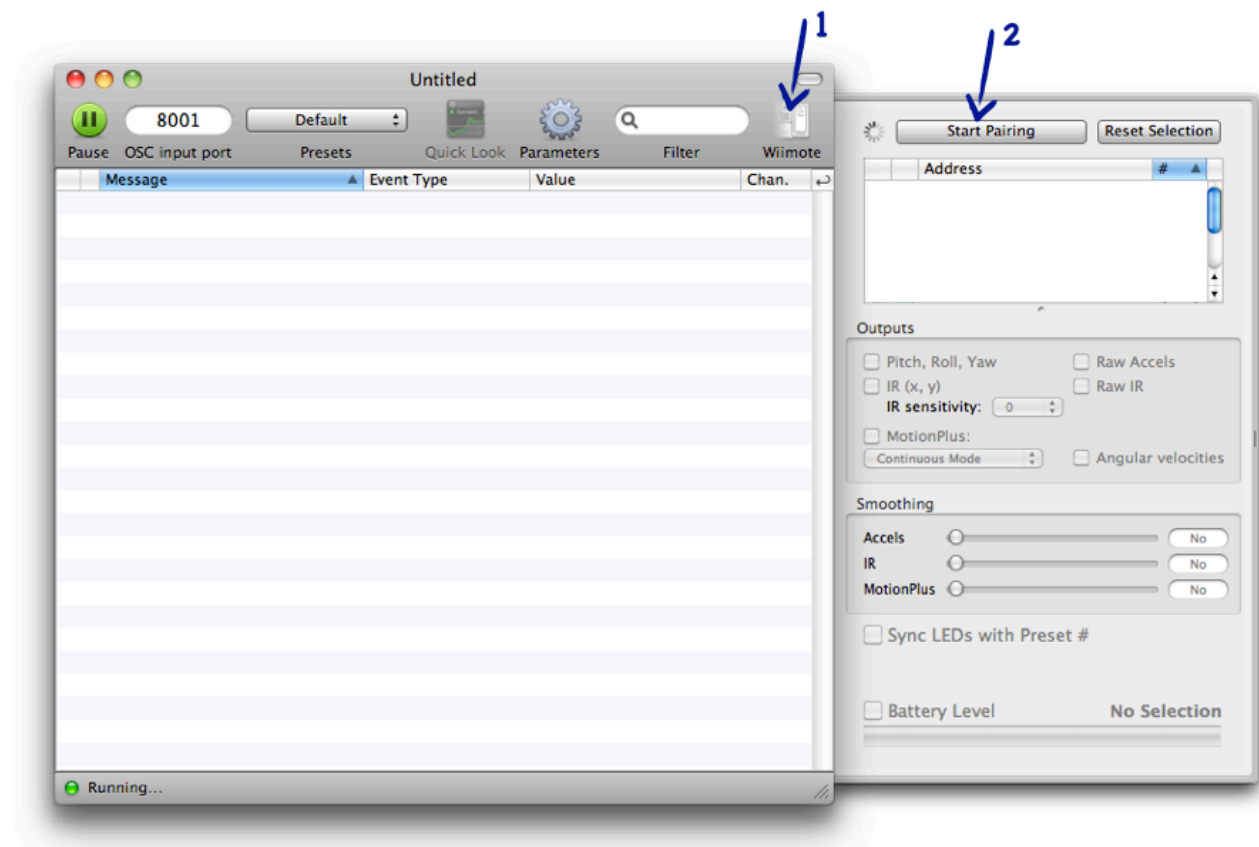 1
2
Untitled
8001
Default
Pause
OSC input port
Presets
Quick Look
Parameters
Filter
Wiimote
Message
Event Type
Value
Chan.
Running...
Start Pairing
Reset Selection
Address
#
Outputs
Pitch, Roll, Yaw
Raw Accels
IR (x, y)
Raw IR
IR sensitivity:
0
MotionPlus:
Continuous Mode
Angular velocities
Smoothing
Accels
No
IR
No
MotionPlus
No
Sync LEDs with Preset #
Battery Level
No Selection